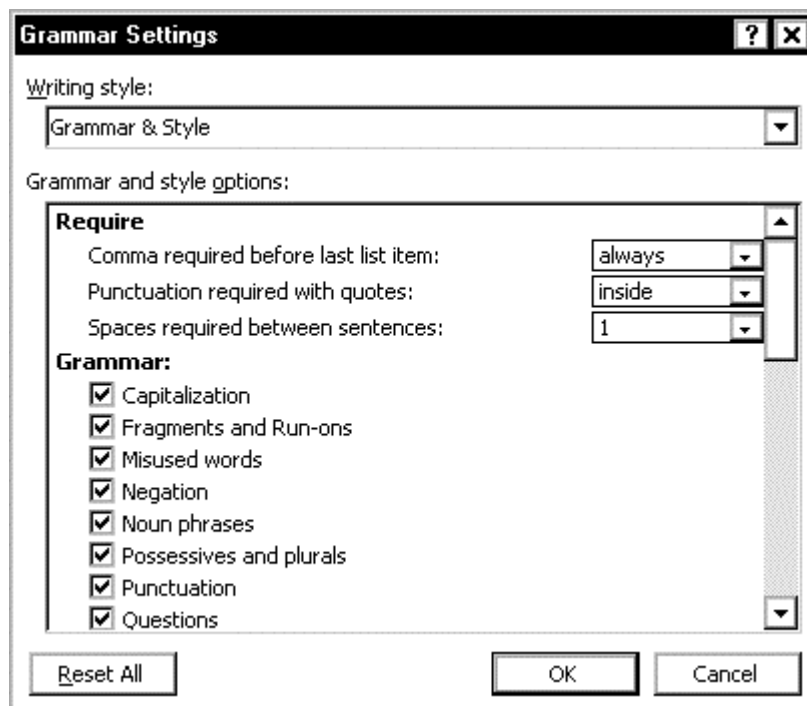 Grammar Settings
Writing style:
Grammar & Style
Grammar and style options:
Require
Comma required before last list item: always
Punctuation required with quotes: inside
Spaces required between sentences: 1
Grammar:
Capitalization
Fragments and Run-ons
Misused words
Negation
Noun phrases
Possessives and plurals
Punctuation
Questions
Reset All OK Cancel